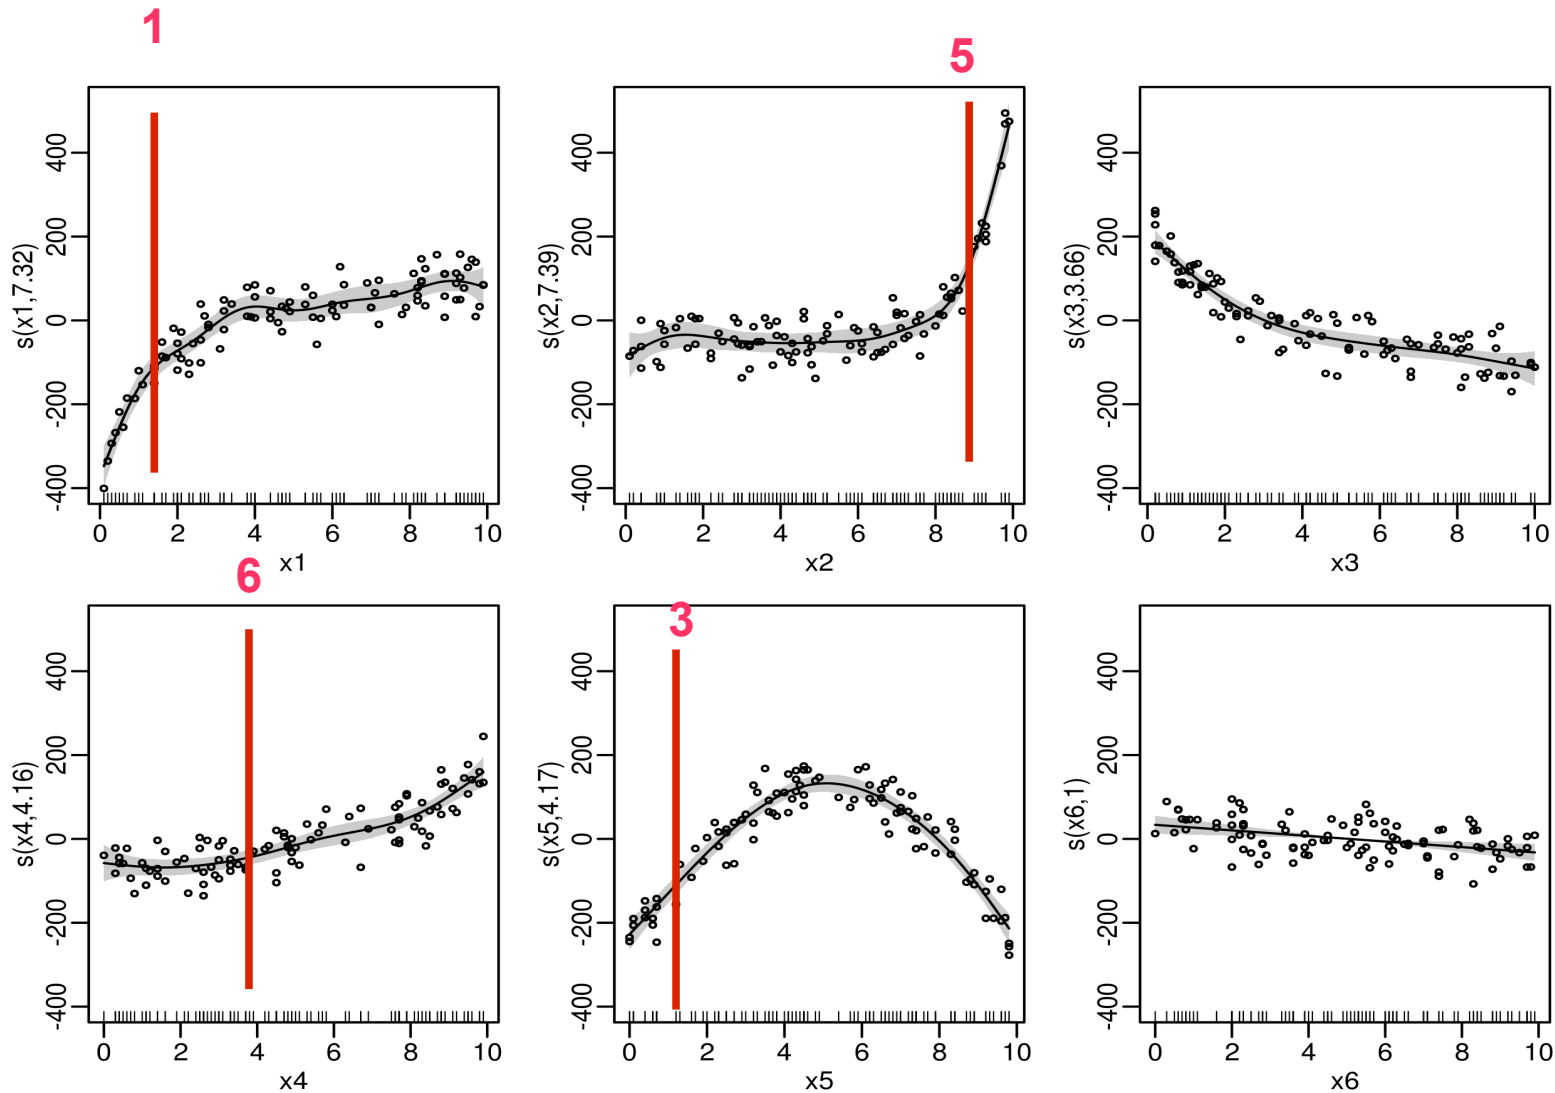 1
5
s(x1,7.32)
-400 -200 0 200 400
0 2 4 6 8 10
x1
s(x2,7.39)
-400 -200 0 200 400
0 2 4 6 8 10
x2
s(x3,3.66)
-400 -200 0 200 400
0 2 4 6 8 10
x3
6
3
s(x4,4.16)
-400 -200 0 200 400
0 2 4 6 8 10
x4
s(x5,4.17)
-400 -200 0 200 400
0 2 4 6 8 10
x5
s(x6,1)
-400 -200 0 200 400
0 2 4 6 8 10
x6